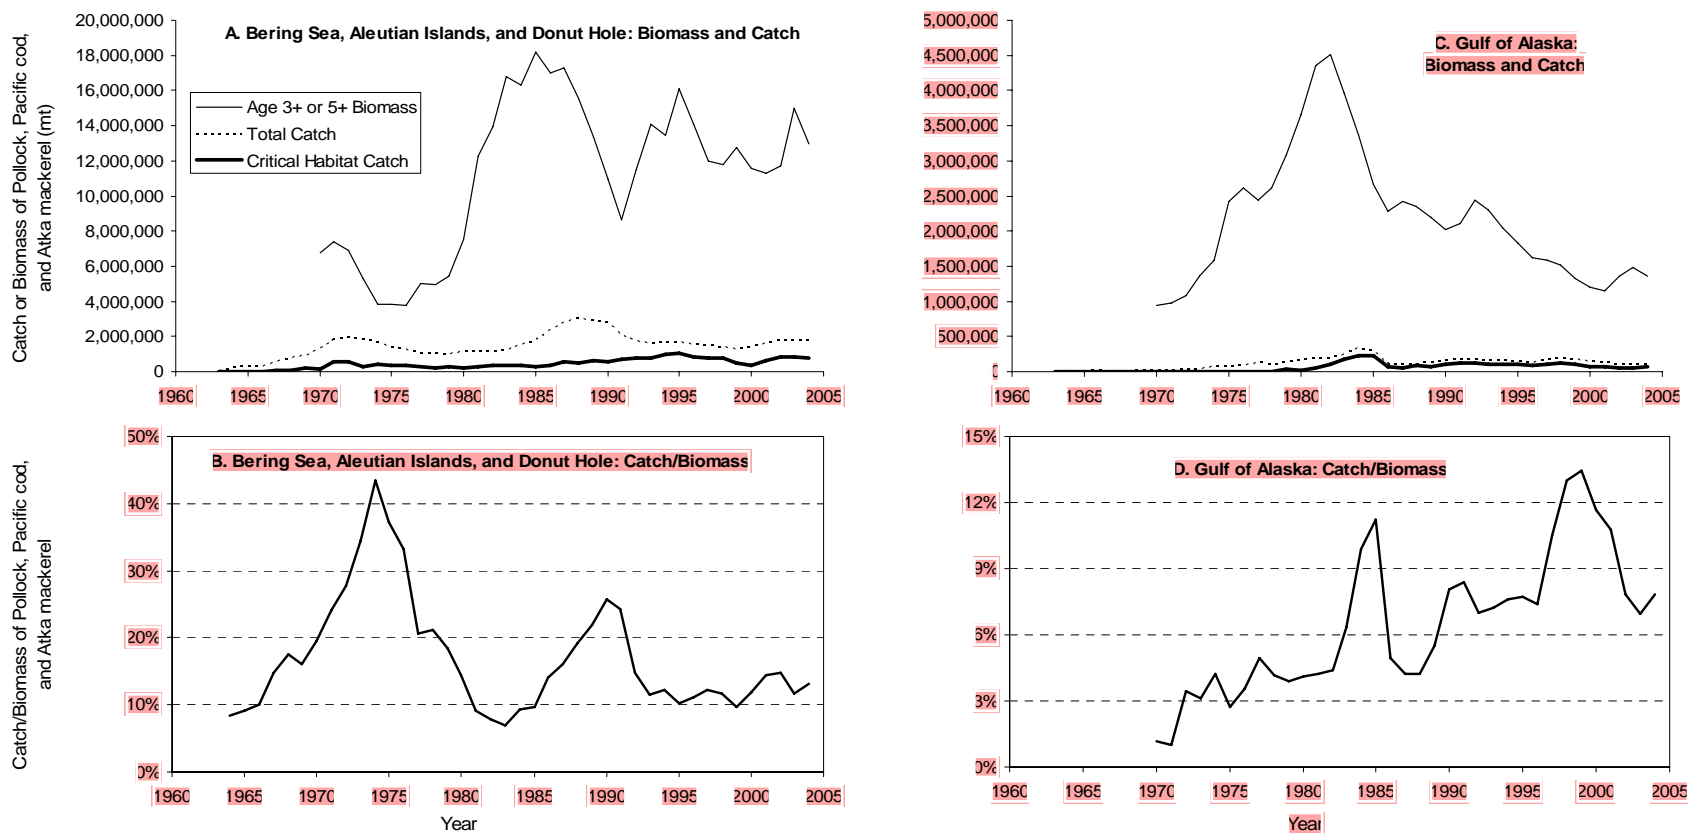 Catch or Biomass of Pollock, Pacific cod,
and Atka mackerel (mt)
A. Bering Sea, Aleutian Islands, and Donut Hole: Biomass and Catch
20,000,000
18,000,000
16,000,000
14,000,000
12,000,000
10,000,000
8,000,000
6,000,000
4,000,000
2,000,000
0
Age 3+ or 5+ Biomass
Total Catch
Critical Habitat Catch
1960 1965 1970 1975 1980 1985 1990 1995 2000 2005
C. Gulf of Alaska:
Biomass and Catch
5,000,000
4,500,000
4,000,000
3,500,000
3,000,000
2,500,000
2,000,000
1,500,000
1,000,000
500,000
0
1960 1965 1970 1975 1980 1985 1990 1995 2000 2005
Catch/Biomass of Pollock, Pacific cod,
and Atka mackerel
B. Bering Sea, Aleutian Islands, and Donut Hole: Catch/Biomass
50%
40%
30%
20%
10%
0%
1960 1965 1970 1975 1980 1985 1990 1995 2000 2005
Year
D. Gulf of Alaska: Catch/Biomass
15%
12%
9%
6%
3%
0%
1960 1965 1970 1975 1980 1985 1990 1995 2000 2005
Year